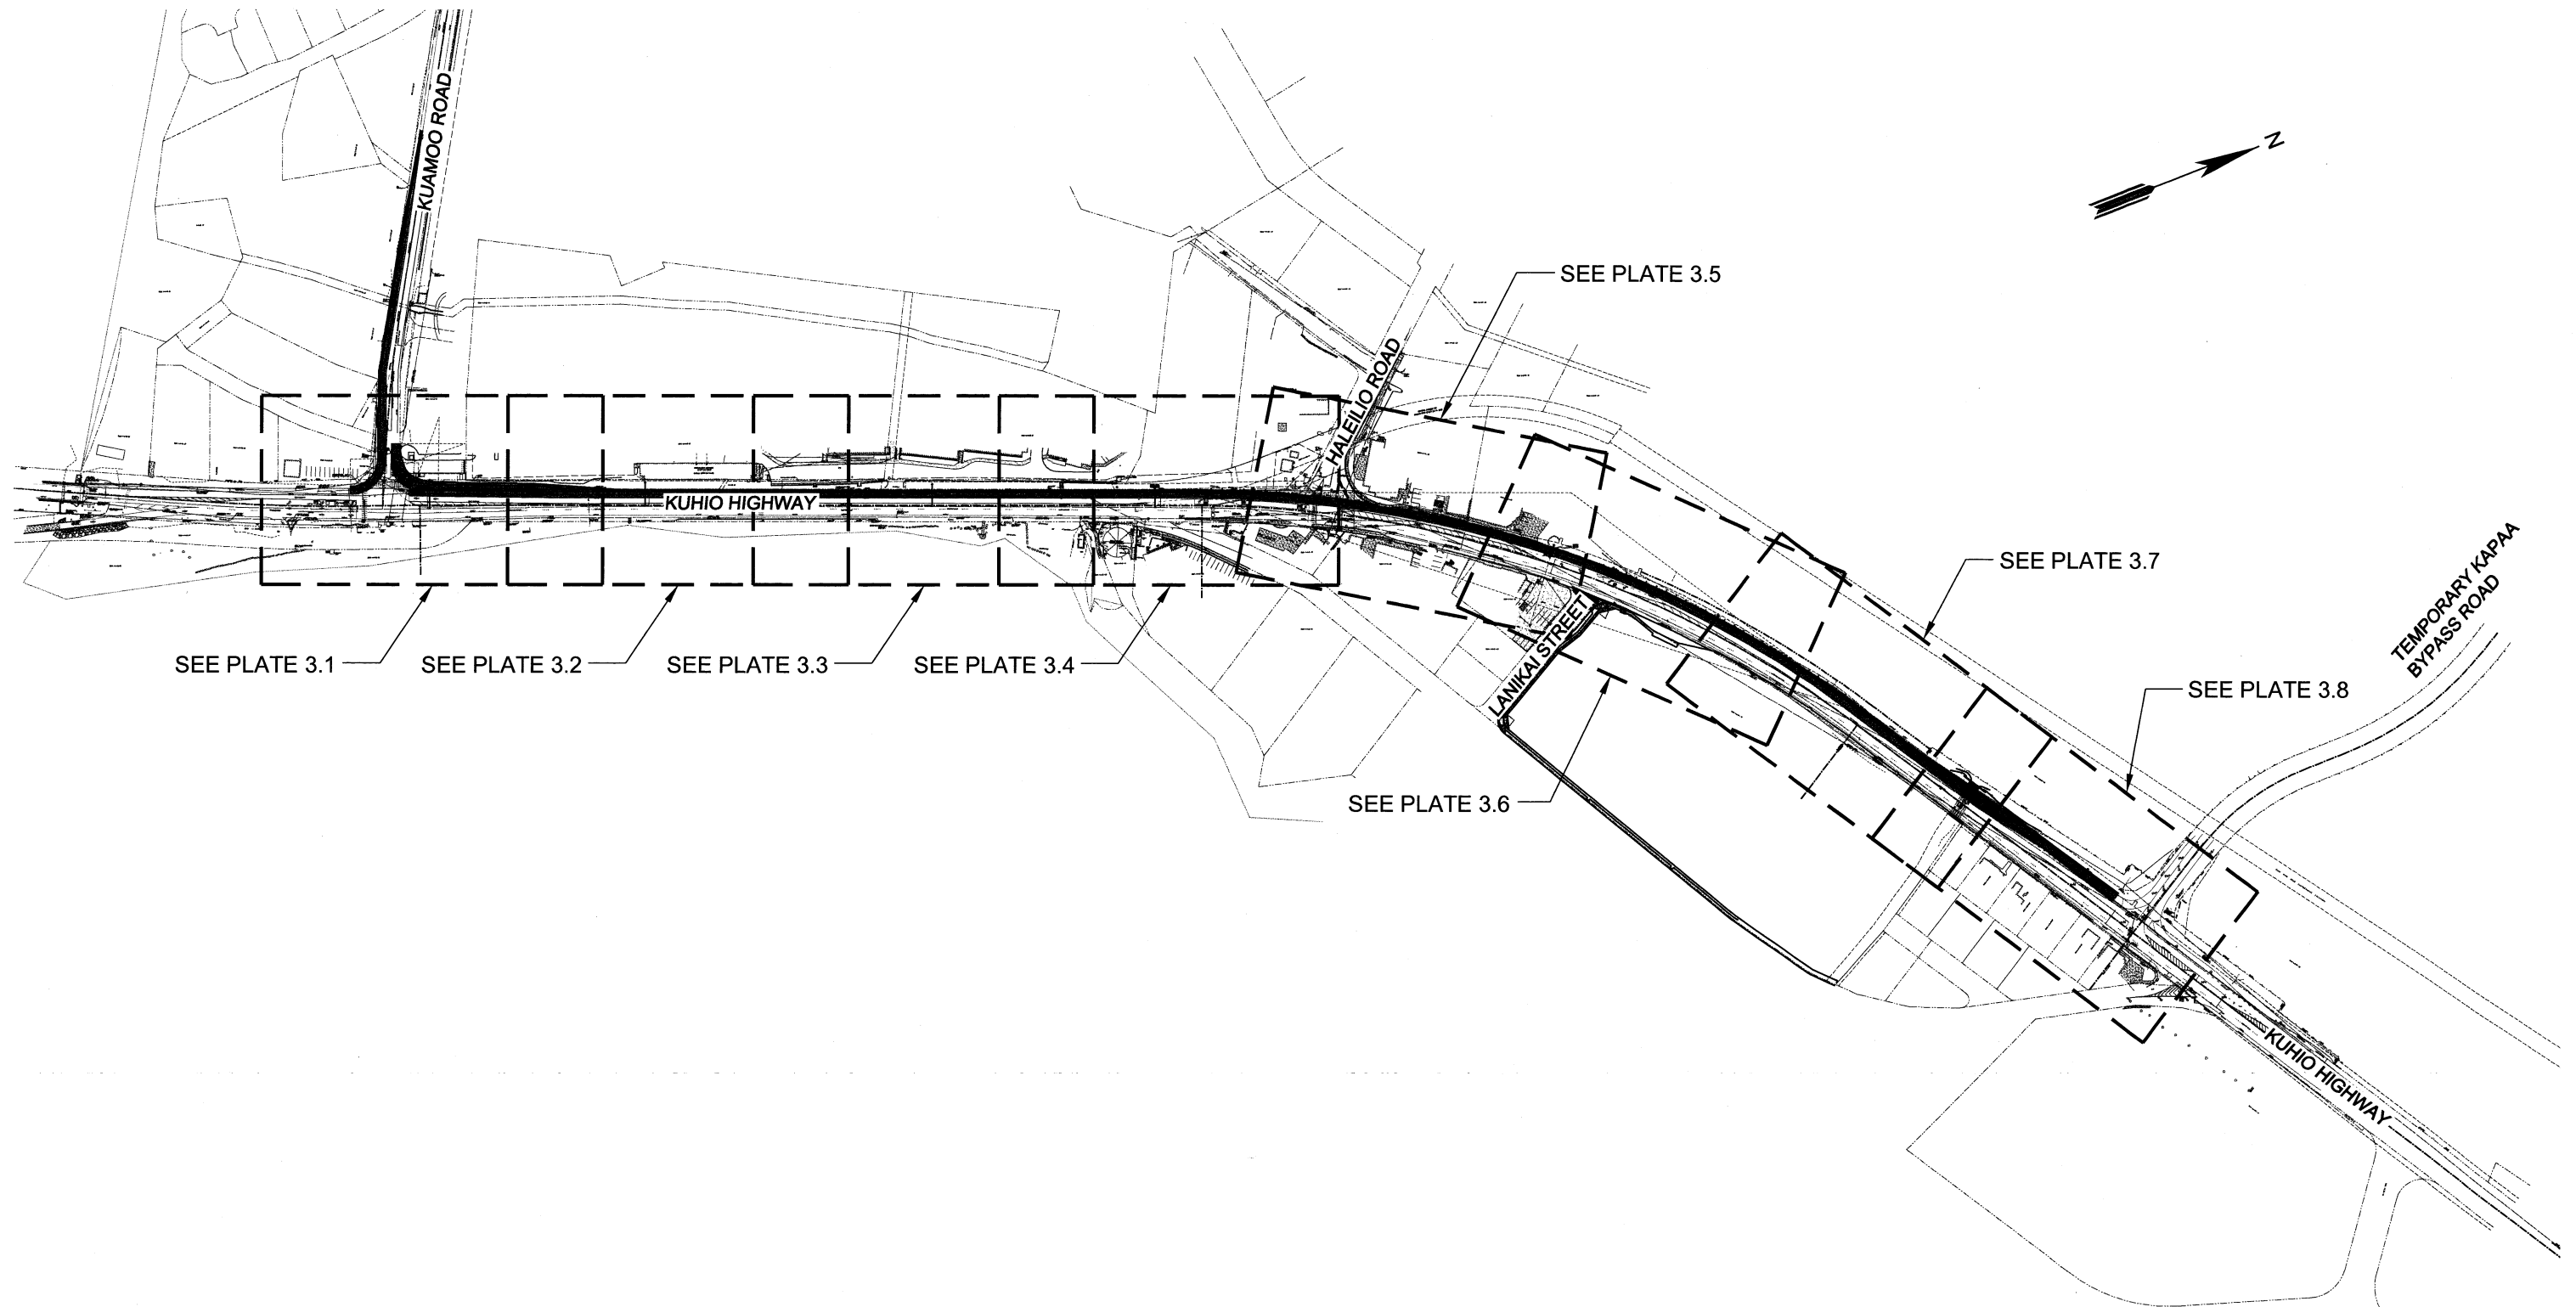 KUAMOO ROAD
N
SEE PLATE 3.5
HALEILIO ROAD
KUHIO HIGHWAY
SEE PLATE 3.7
TEMPORARY KAPAA
BYPASS ROAD
SEE PLATE 3.1
SEE PLATE 3.2
SEE PLATE 3.3
SEE PLATE 3.4
LANIKAI STREET
SEE PLATE 3.8
SEE PLATE 3.6
KUHIO HIGHWAY